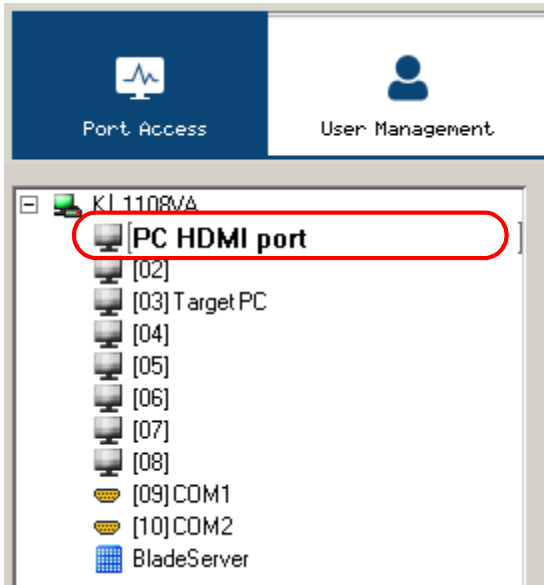 Port Access
User Management
KL1108VA
[PC HDMI port]
[02]
[03] Target PC
[04]
[05]
[06]
[07]
[08]
[09] COM1
[10] COM2
BladeServer